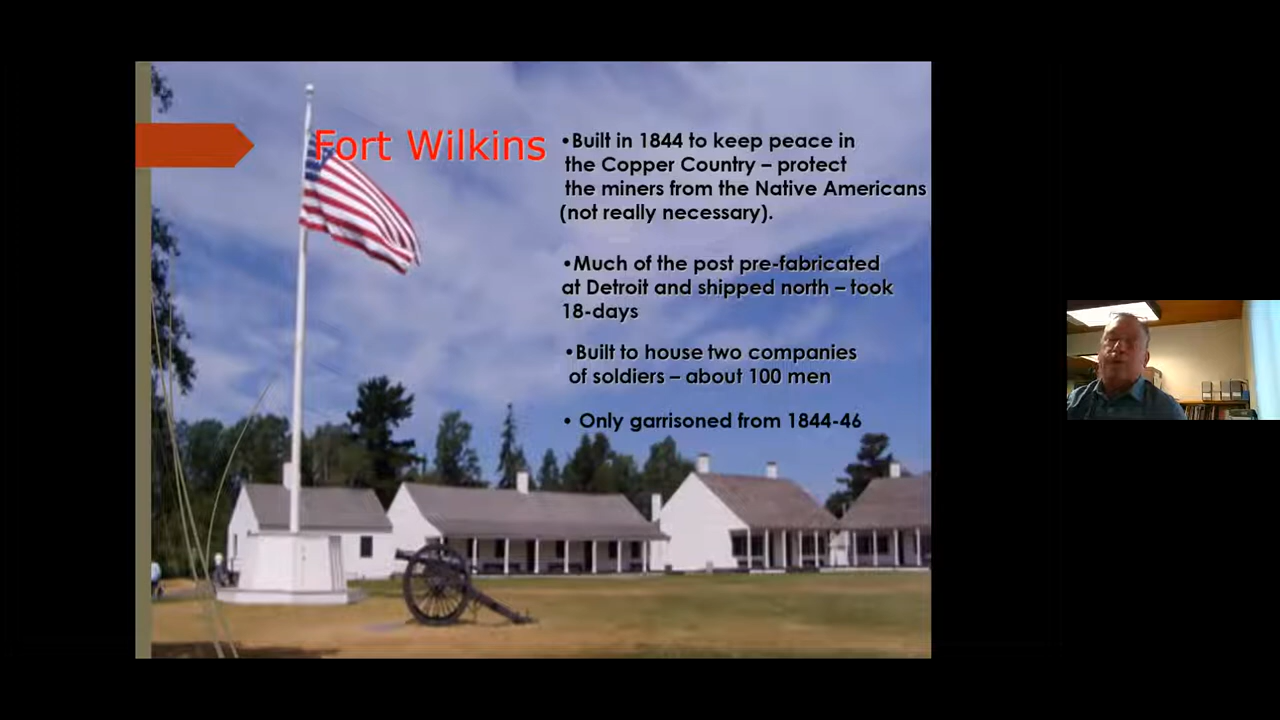 Fort Wilkins
•Built in 1844 to keep peace in
the Copper Country – protect
the miners from the Native Americans
(not really necessary).
•Much of the post pre-fabricated
at Detroit and shipped north – took
18-days
•Built to house two companies
of soldiers – about 100 men
• Only garrisoned from 1844-46